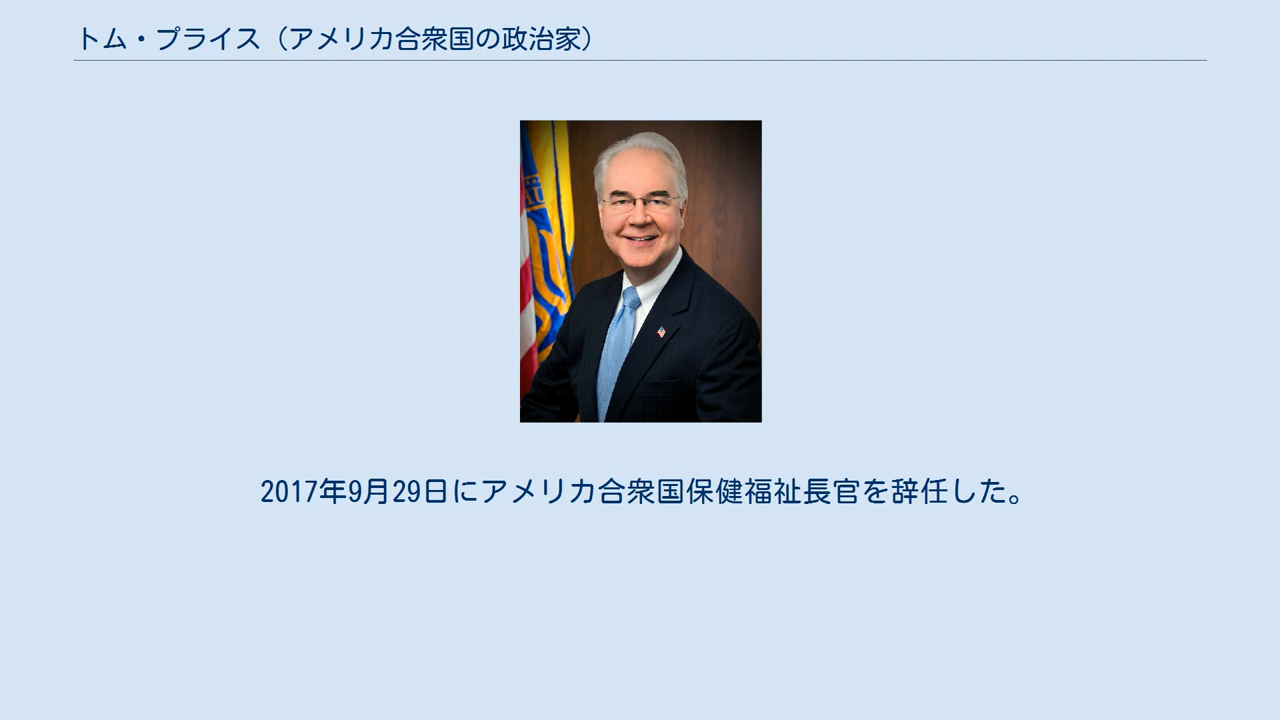 トム・プライス（アメリカ合衆国の政治家）
2017年9月29日にアメリカ合衆国保健福祉長官を辞任した。